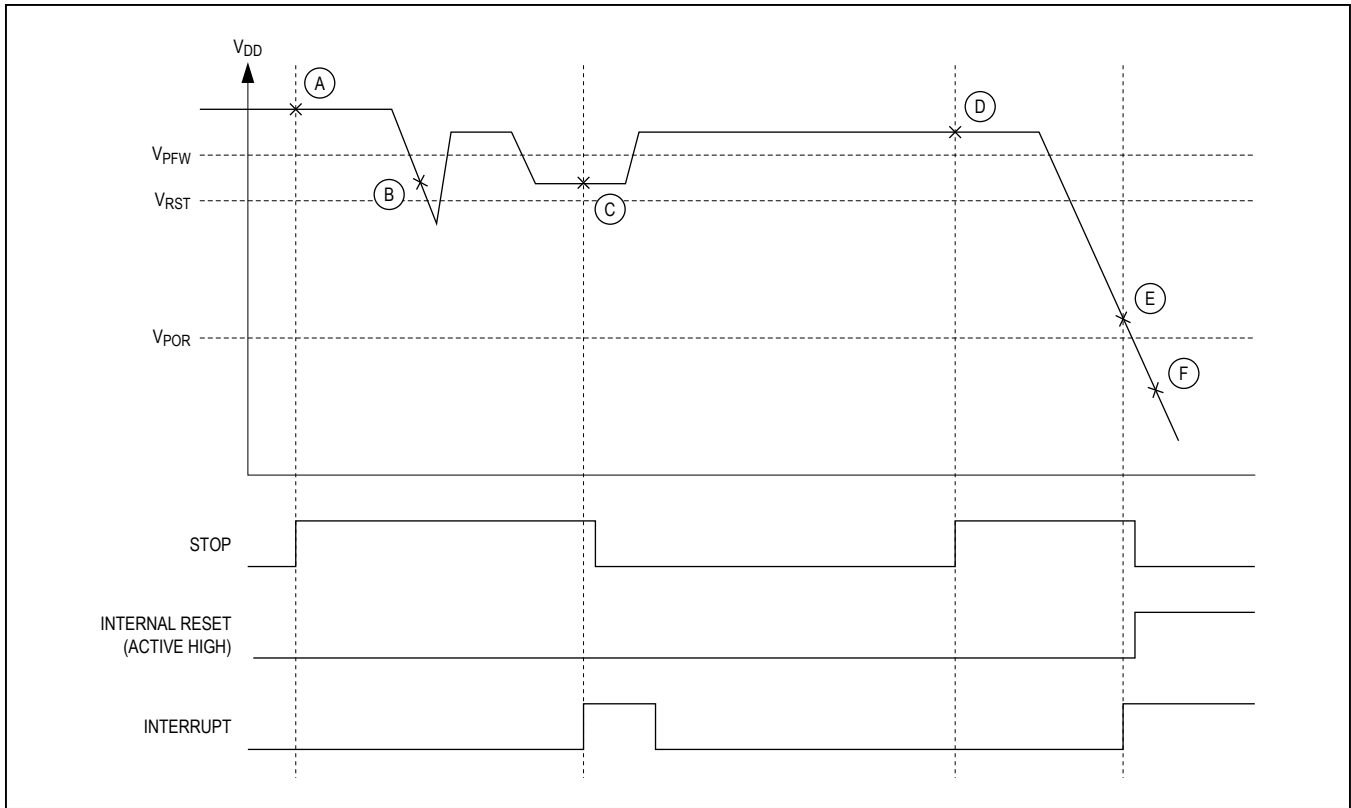 VDD
A
D
VPFW
B
VRST
C
E
VPOR
F
STOP
INTERNAL RESET
(ACTIVE HIGH)
INTERRUPT